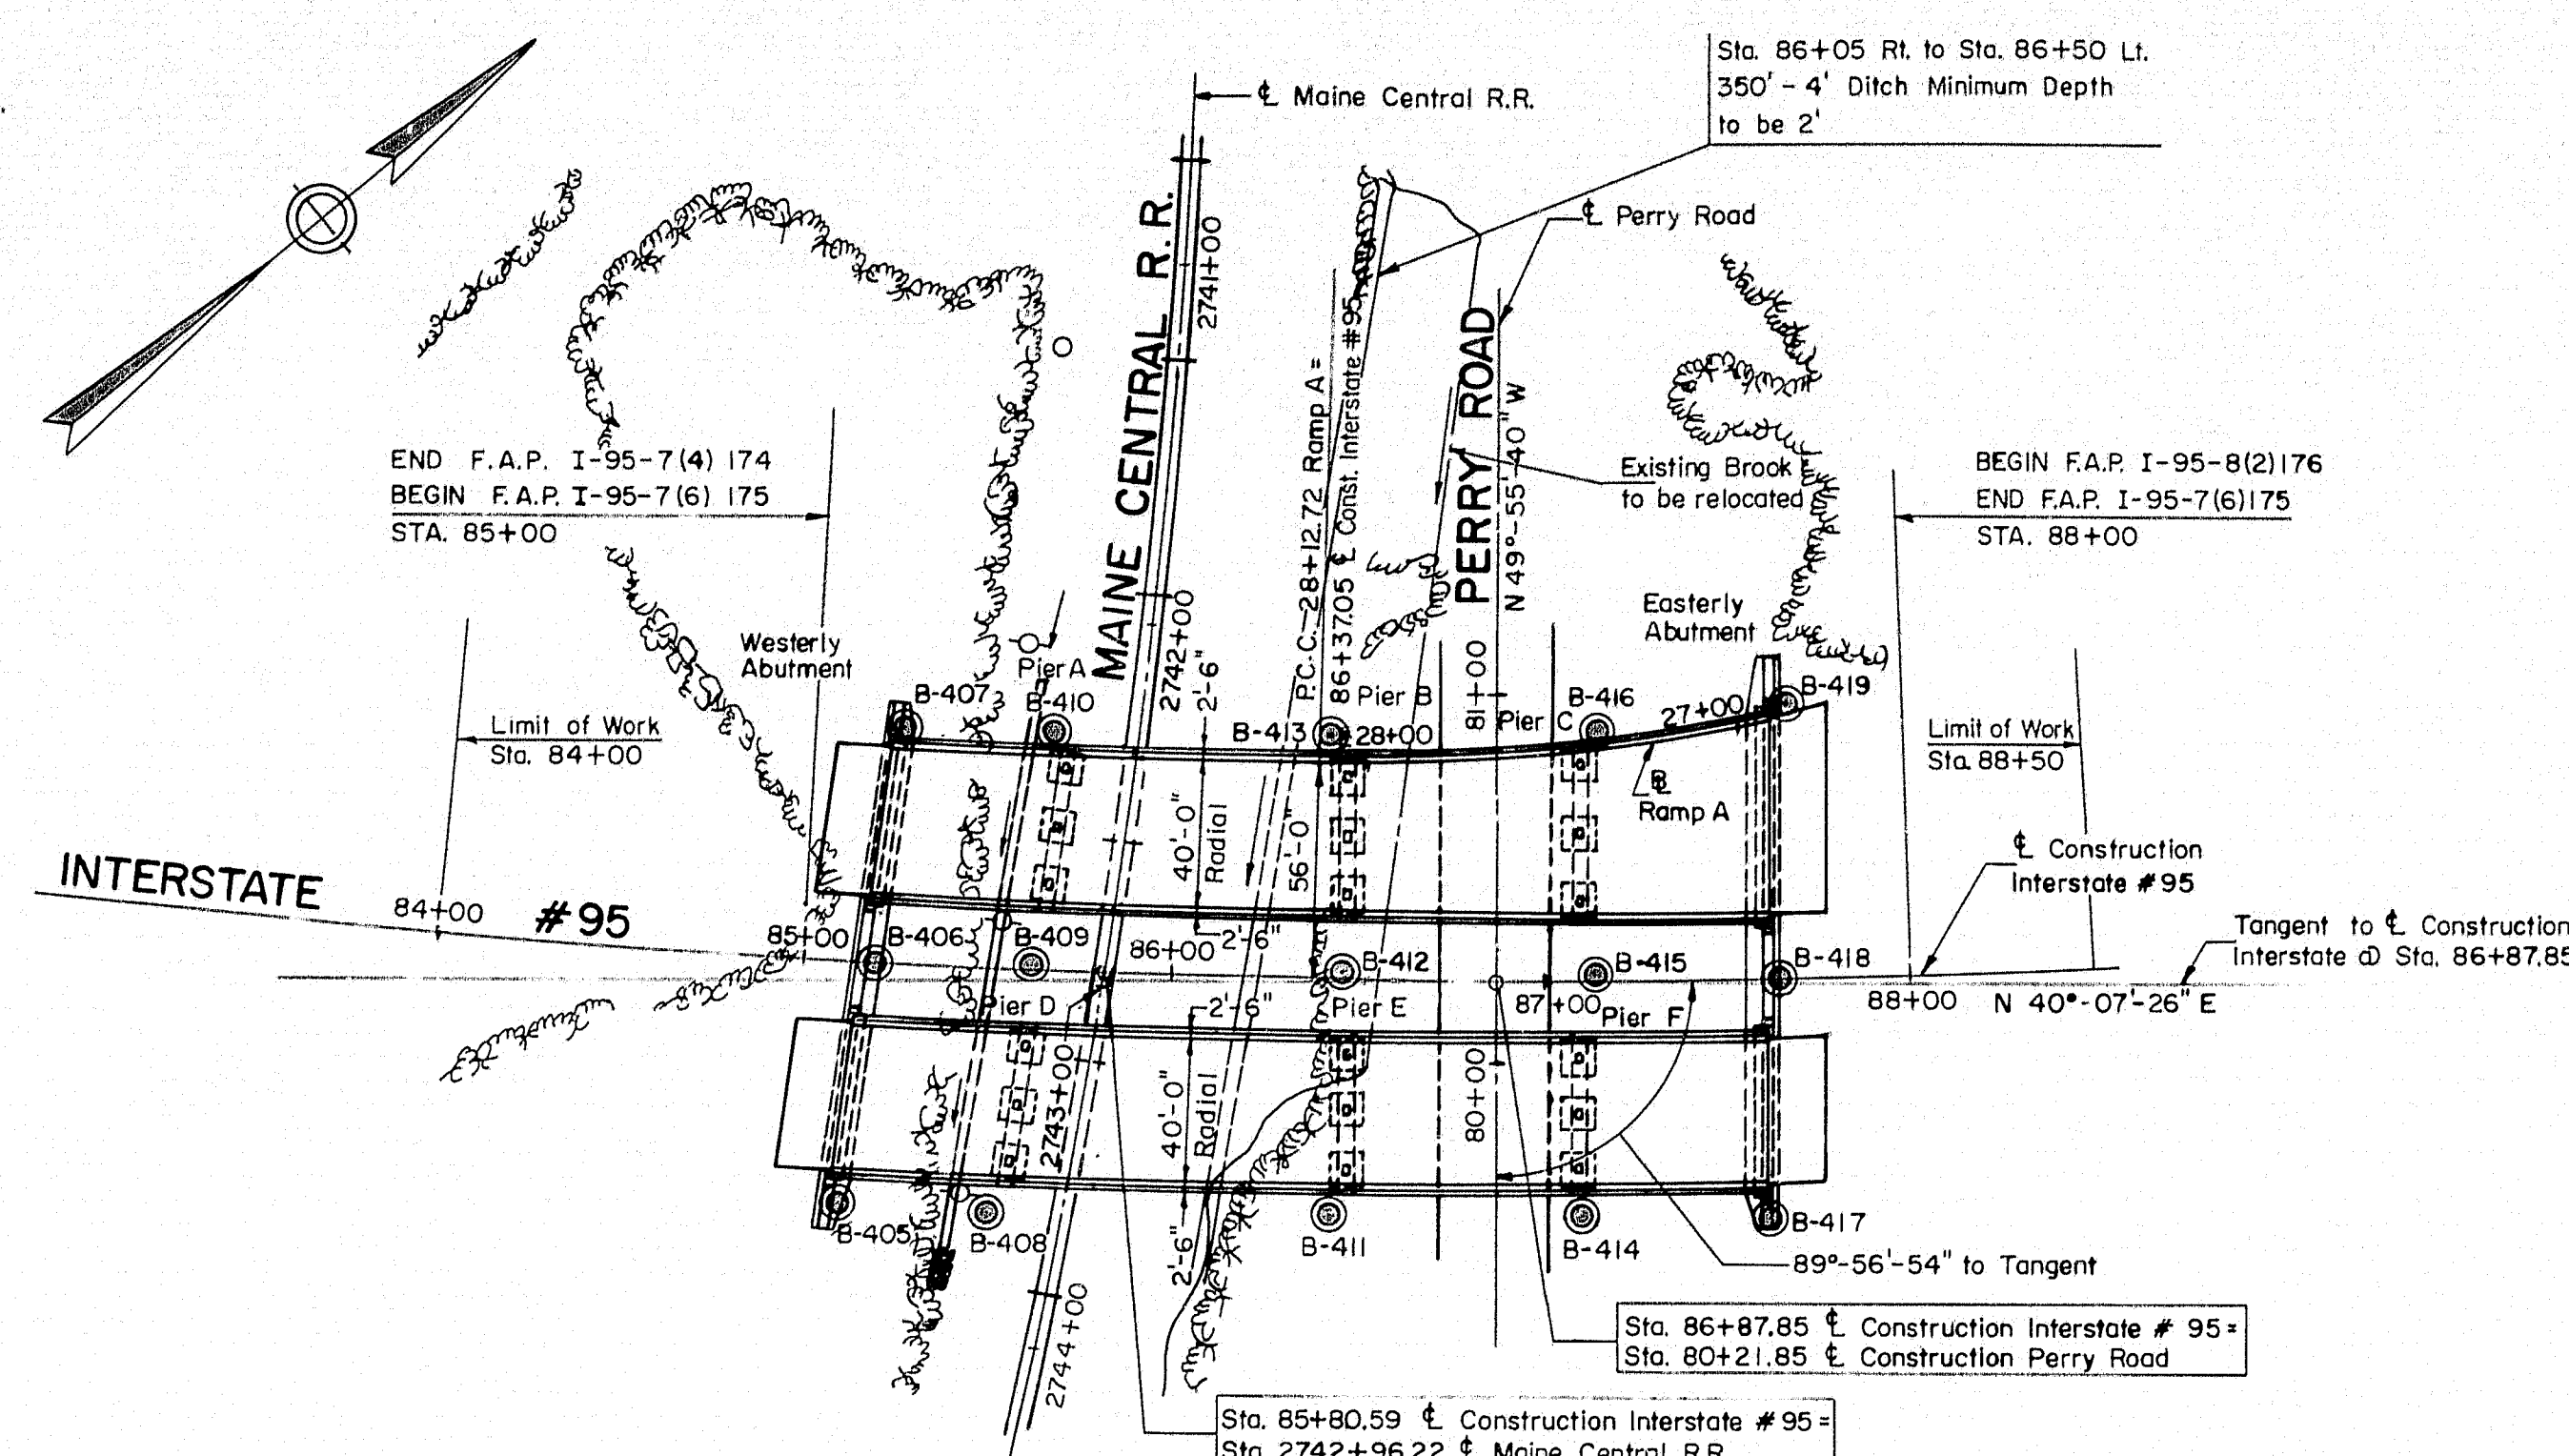 Sta. 86+05 Rt. to Sta. 86+50 Lt.
350' - 4' Ditch Minimum Depth
to be 2'
℄ Maine Central R.R.
℄ Perry Road
MAINE CENTRAL R.R.
2741+00
2742+00
P.C.C. 28+12.72 Ramp A =
86+37.05 ℄ Const. Interstate #95
PERRY ROAD
N 49°-55'-40" W
Existing Brook
to be relocated
END F.A.P. I-95-7(4) 174
BEGIN F.A.P. I-95-7(6) 175
STA. 85+00
BEGIN F.A.P. I-95-8(2)176
END F.A.P. I-95-7(6)175
STA. 88+00
Westerly
Abutment
Easterly
Abutment
Pier A
Pier B
Pier C
81+00
B-407
B-410
B-413
28+00
B-416
27+00
B-419
Limit of Work
Sta. 84+00
Limit of Work
Sta. 88+50
2'-6"
40'-0"
Radial
56'-0"
℄
Ramp A
INTERSTATE #95
84+00
85+00
B-406
B-409
86+00
2'-6"
B-412
B-415
B-418
℄ Construction
Interstate #95
Tangent to ℄ Construction
Interstate @ Sta. 86+87.85
88+00
N 40°-07'-26" E
Pier D
2'-6"
Pier E
87+00
Pier F
2743+00
40'-0"
Radial
80+00
2'-6"
B-405
B-408
B-411
B-414
B-417
89°-56'-54" to Tangent
2744+00
Sta. 86+87.85 ℄ Construction Interstate # 95 =
Sta. 80+21.85 ℄ Construction Perry Road
Sta. 85+80.59 ℄ Construction Interstate # 95 =
Sta. 2742+96.22 ℄ Maine Central R.R.